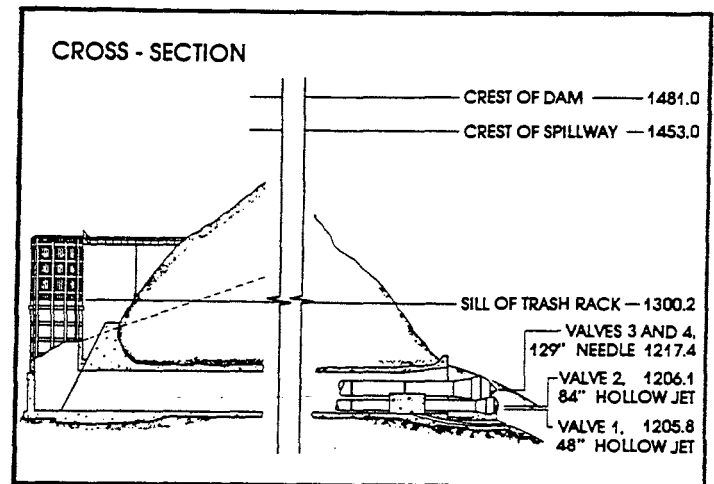 CROSS - SECTION
CREST OF DAM 1481.0
CREST OF SPILLWAY 1453.0
SILL OF TRASH RACK 1300.2
VALVES 3 AND 4,
129" NEEDLE 1217.4
VALVE 2, 1206.1
84" HOLLOW JET
VALVE 1, 1205.8
48" HOLLOW JET